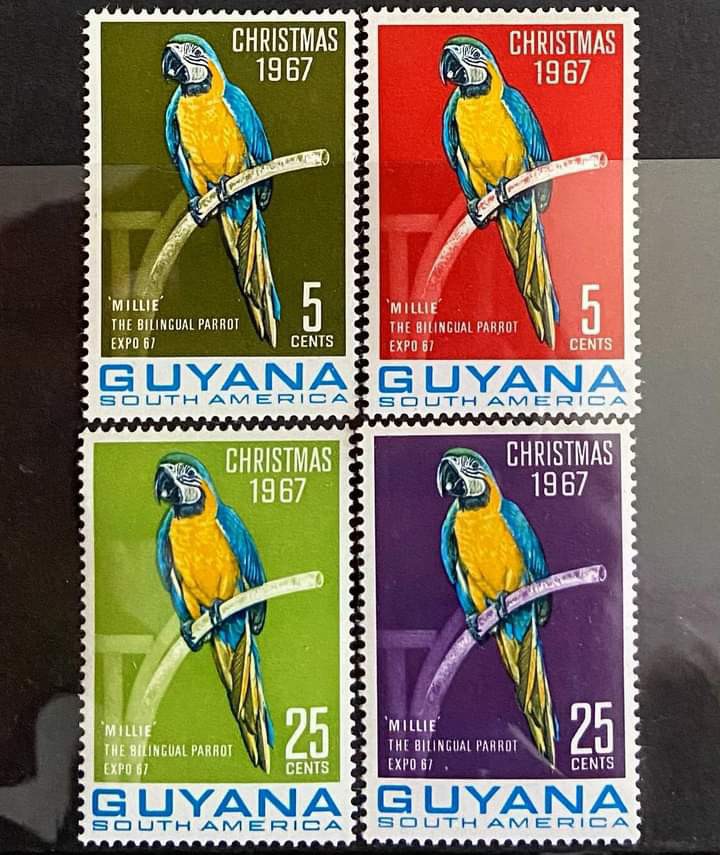 CHRISTMAS
1967
'MILLIE'
THE BILINGUAL PARROT
EXPO 67
5
CENTS
GUYANA
SOUTH AMERICA
CHRISTMAS
1967
'MILLIE'
THE BILINGUAL PARROT
EXPO 67
5
CENTS
GUYANA
SOUTH AMERICA
CHRISTMAS
1967
'MILLIE'
THE BILINGUAL PARROT
EXPO 67
25
CENTS
GUYANA
SOUTH AMERICA
CHRISTMAS
1967
'MILLIE'
THE BILINGUAL PARROT
EXPO 67
25
CENTS
GUYANA
SOUTH AMERICA